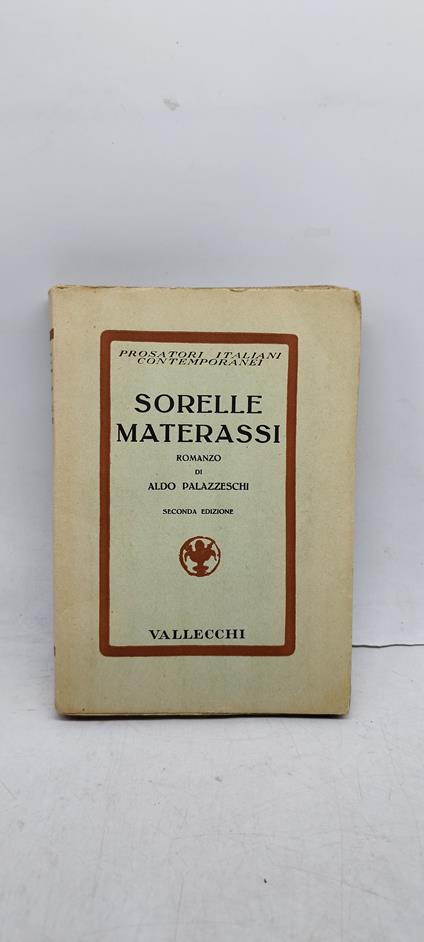 PROSATORI ITALIANI
CONTEMPORANEI
SORELLE
MATERASSI
ROMANZO
DI
ALDO PALAZZESCHI
SECONDA EDIZIONE
VALLECCHI